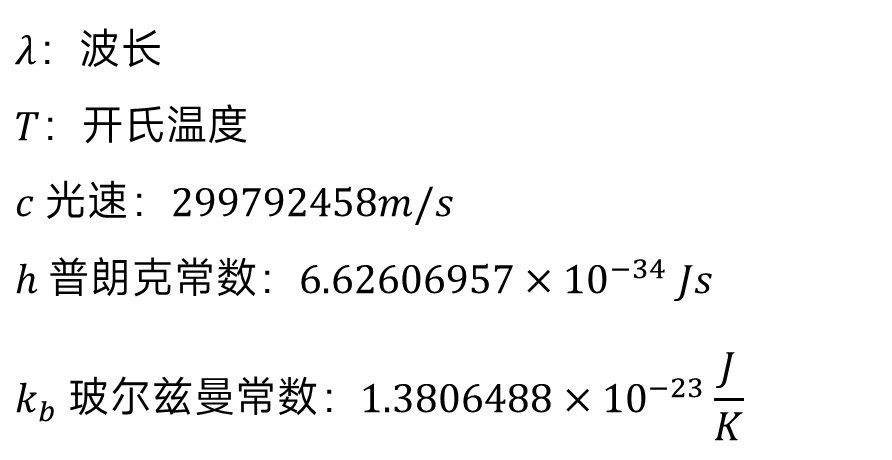 λ：波长
T：开氏温度
c 光速：299792458m/s
h 普朗克常数：6.62606957 × 10⁻³⁴ Js
k_b 玻尔兹曼常数：1.3806488 × 10⁻²³ J/K